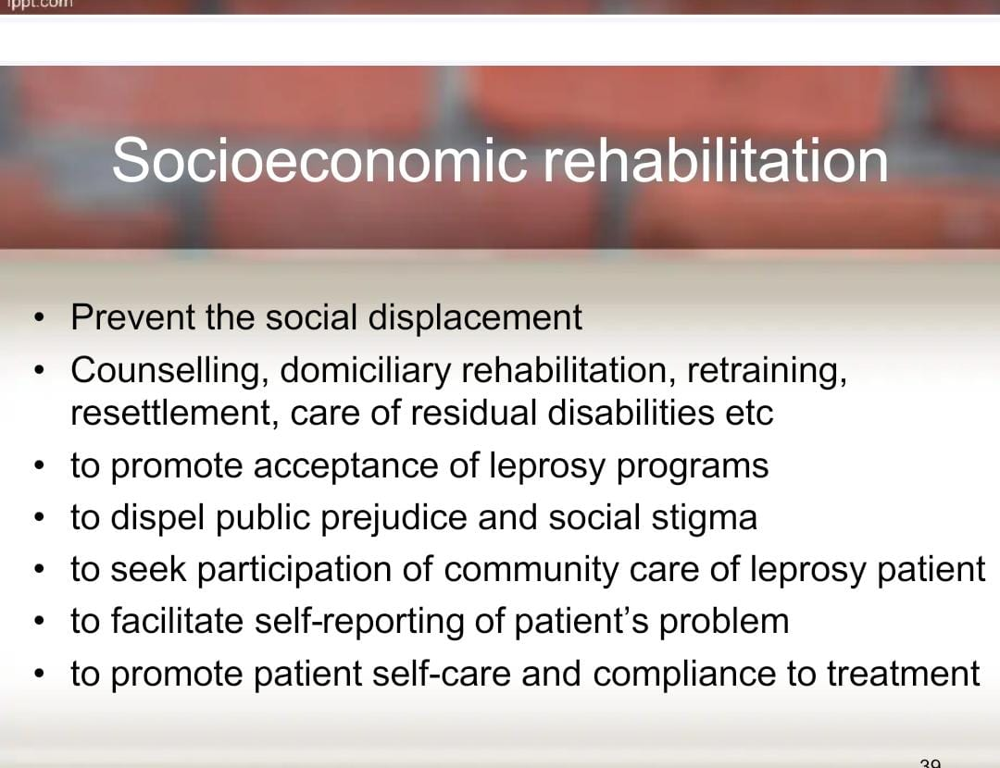 fppt.com
Socioeconomic rehabilitation
• Prevent the social displacement
• Counselling, domiciliary rehabilitation, retraining,
resettlement, care of residual disabilities etc
• to promote acceptance of leprosy programs
• to dispel public prejudice and social stigma
• to seek participation of community care of leprosy patient
• to facilitate self-reporting of patient’s problem
• to promote patient self-care and compliance to treatment
39